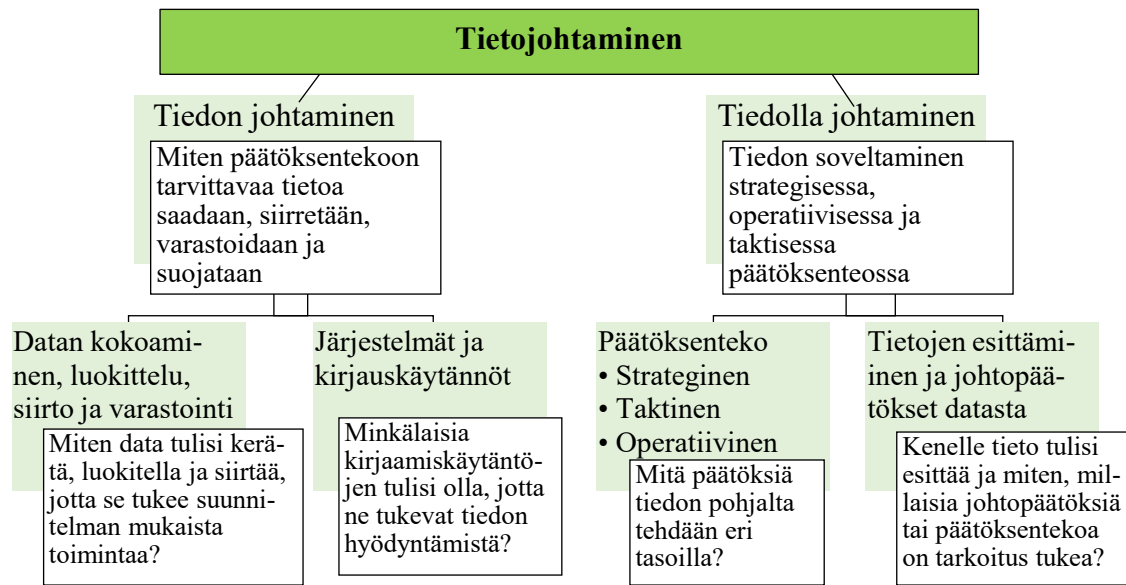 Tietojohtaminen
Tiedon johtaminen
Miten päätöksentekoon
tarvittavaa tietoa
saadaan, siirretään,
varastoidaan ja
suojataan
Tiedolla johtaminen
Tiedon soveltaminen
strategisessa,
operatiivisessa ja
taktisessa
päätöksenteossa
Datan kokoami-
nen, luokittelu,
siirto ja varastointi
Miten data tulisi kerä-
tä, luokitella ja siirtää,
jotta se tukee suunni-
telman mukaista
toimintaa?
Järjestelmät ja
kirjauskäytännöt
Minkälaisia
kirjaamiskäytäntö-
jen tulisi olla, jotta
ne tukevat tiedon
hyödyntämistä?
Päätöksenteko
• Strateginen
• Taktinen
• Operatiivinen
Mitä päätöksiä
tiedon pohjalta
tehdään eri
tasoilla?
Tietojen esittämi-
inen ja johtopää-
tökset datasta
Kenelle tieto tulisi
esittää ja miten, mil-
laisia johtopäätöksiä
tai päätöksentekoa
on tarkoitus tukea?